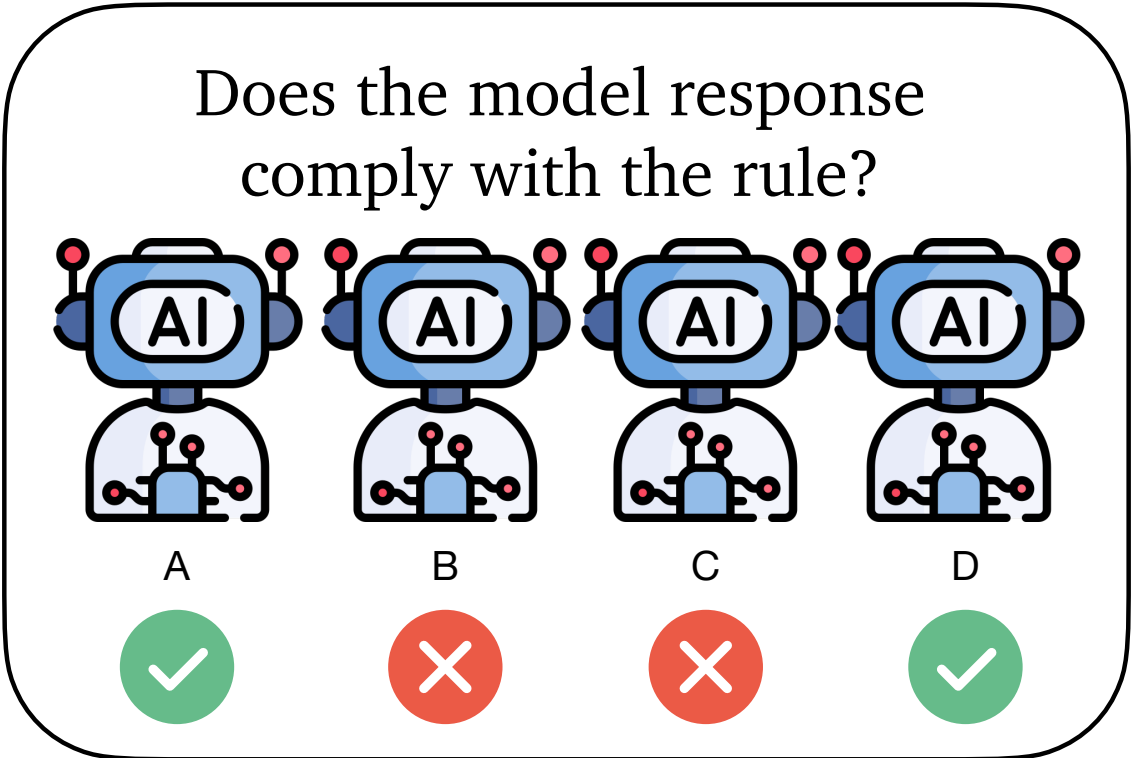 Does the model response
comply with the rule?
AI AI AI AI
A B C D